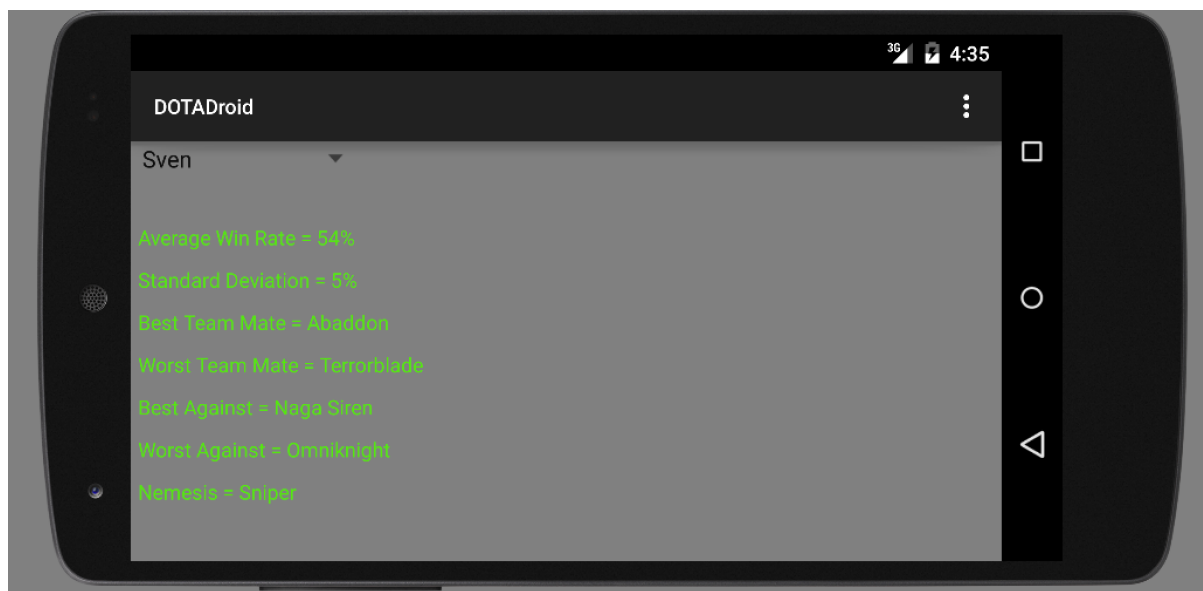 3G 4:35
DOTADroid
Sven
Average Win Rate = 54%
Standard Deviation = 5%
Best Team Mate = Abaddon
Worst Team Mate = Terrorblade
Best Against = Naga Siren
Worst Against = Omniknight
Nemesis = Sniper